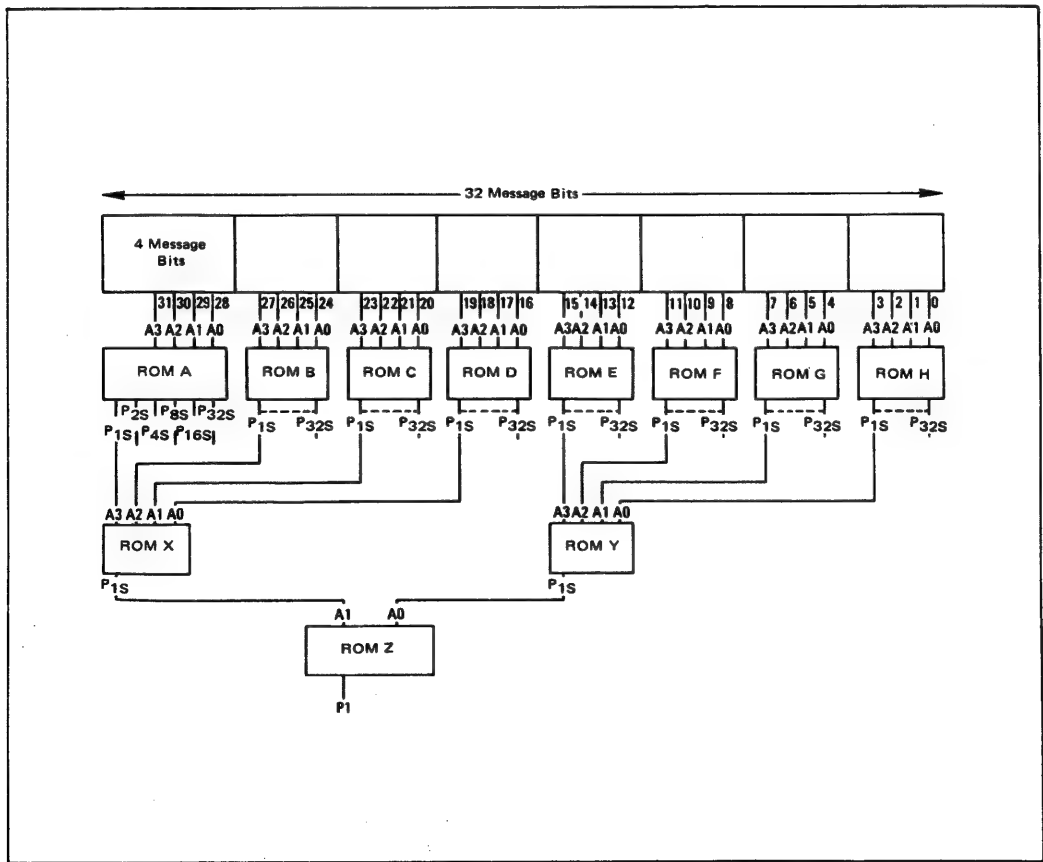 32 Message Bits
4 Message
Bits
31 30 29 28 27 26 25 24 23 22 21 20 19 18 17 16 15 14 13 12 11 10 9 8 7 6 5 4 3 2 1 0
A3 A2 A1 A0 A3 A2 A1 A0 A3 A2 A1 A0 A3 A2 A1 A0 A3 A2 A1 A0 A3 A2 A1 A0 A3 A2 A1 A0 A3 A2 A1 A0
ROM A ROM B ROM C ROM D ROM E ROM F ROM G ROM H
P2S P8S P32S
P1S P4S P16S
P1S P32S P1S P32S P1S P32S P1S P32S P1S P32S P1S P32S P1S P32S
A3 A2 A1 A0 A3 A2 A1 A0
ROM X ROM Y
P1S P1S
A1 A0
ROM Z
P1